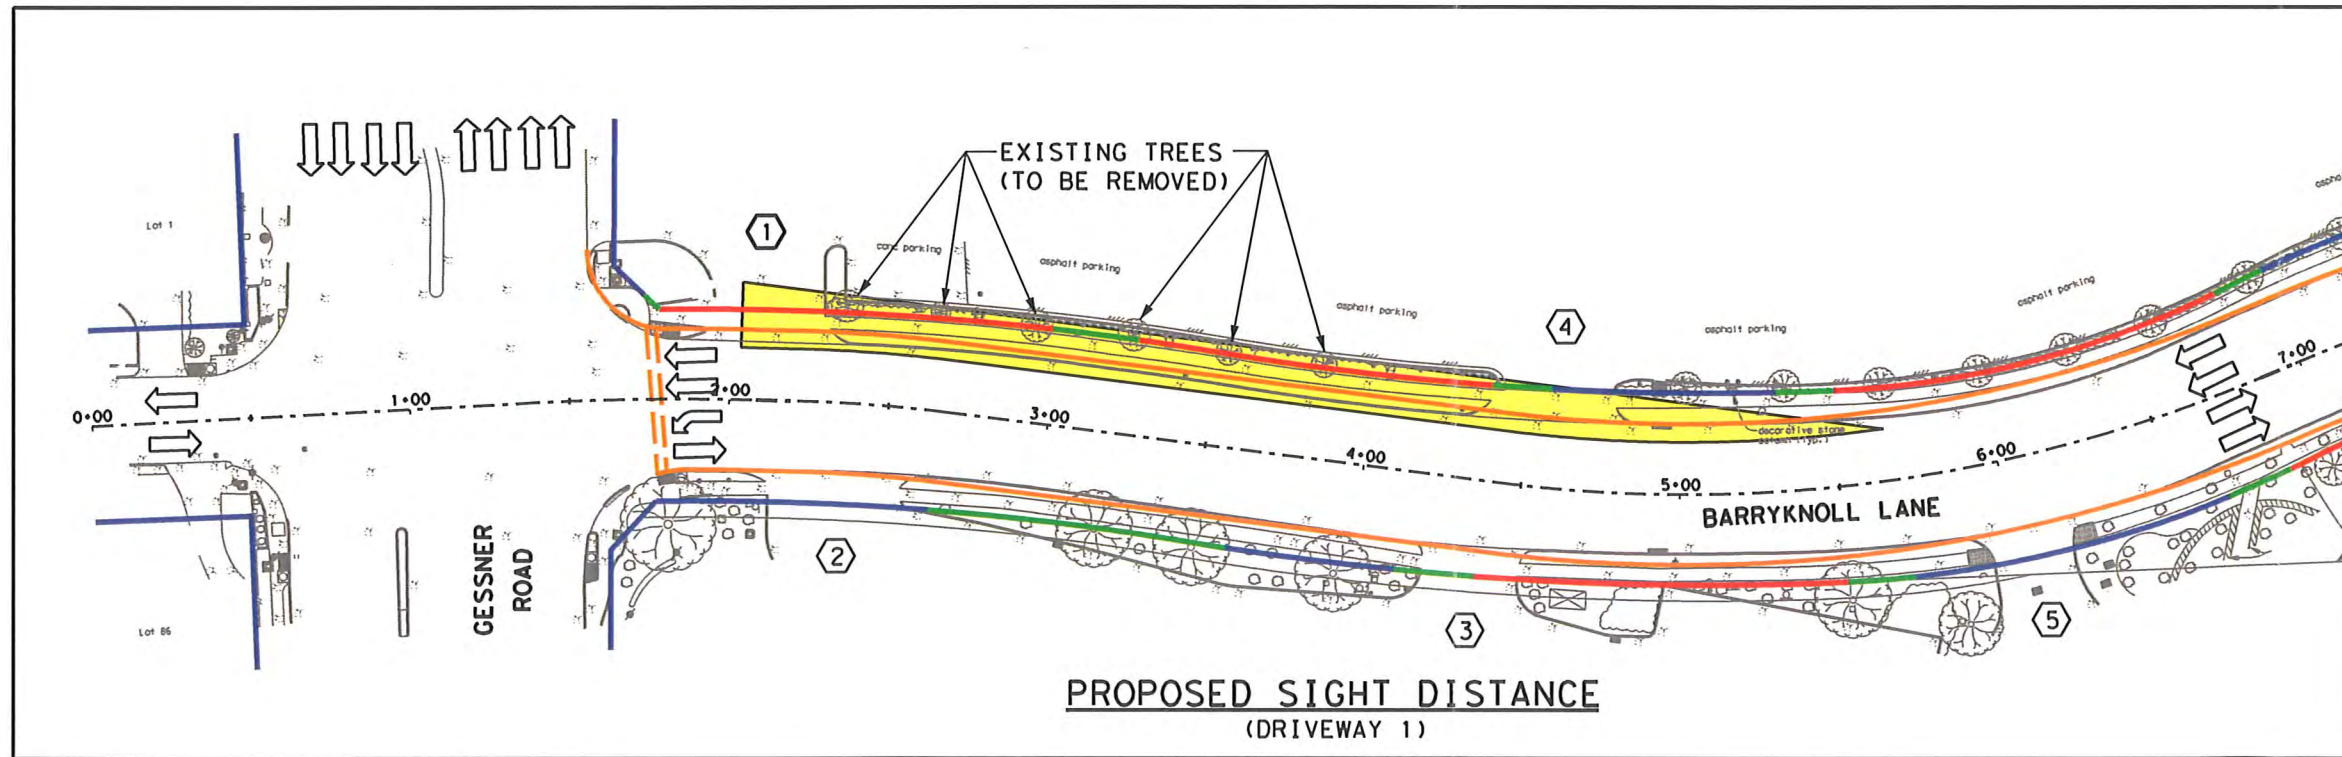 EXISTING TREES
(TO BE REMOVED)
Lot 1
1
conc parking
asphalt parking
asphalt parking
4
asphalt parking
asphalt parking
0+00
1+00
2+00
3+00
4+00
5+00
6+00
7+00
decorative stone
BARRYKNOLL LANE
GESSNER
ROAD
2
3
5
Lot 86
PROPOSED SIGHT DISTANCE
(DRIVEWAY 1)